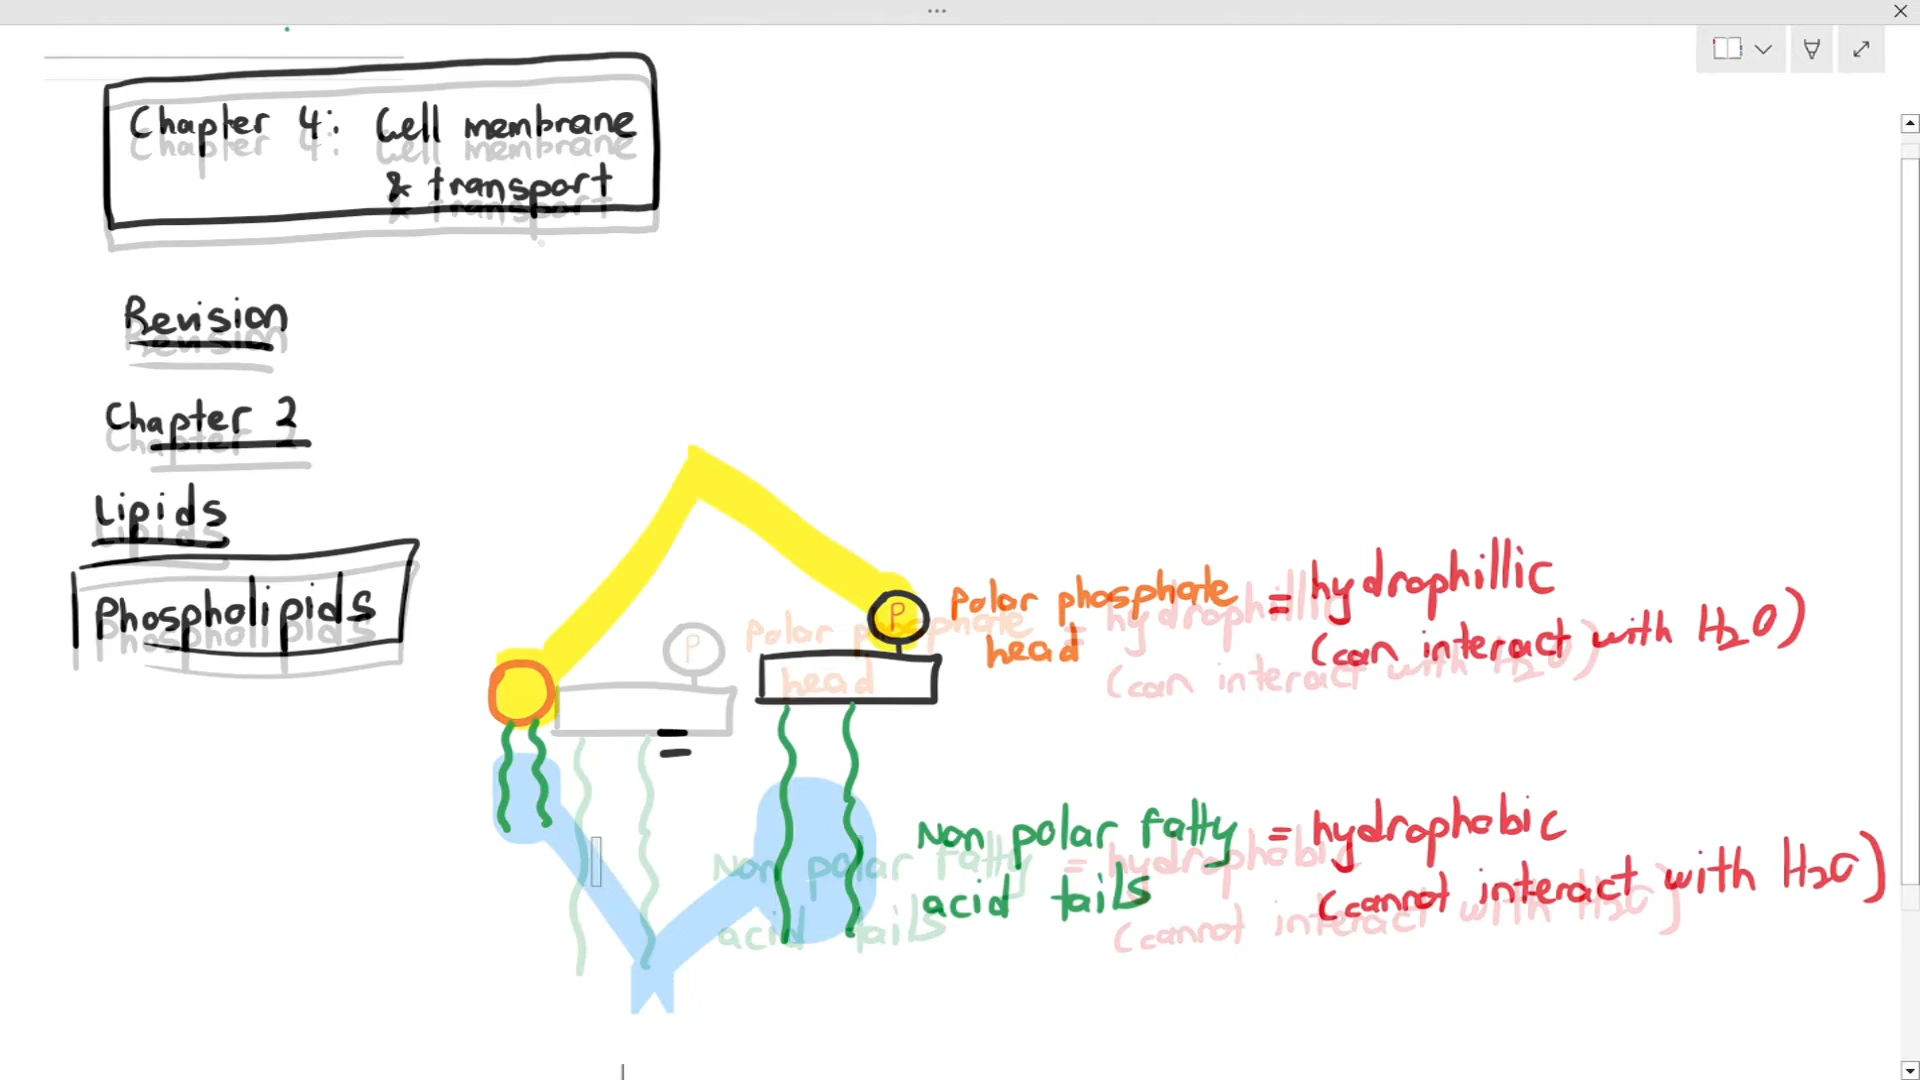 Chapter 4: Cell membrane
& transport
Revision
Chapter 2
Lipids
Phospholipids
P
Polar phosphate = hydrophillic
head (can interact with H2O)
=
Non polar fatty = hydrophobic
acid tails (cannot interact with H2O)